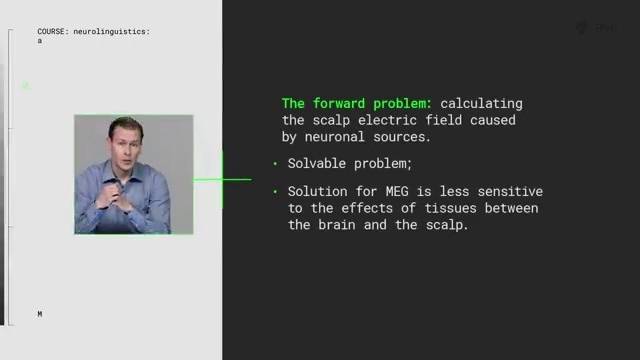 COURSE: neurolinguistics:
a
The forward problem: calculating
the scalp electric field caused
by neuronal sources.
• Solvable problem;
• Solution for MEG is less sensitive
to the effects of tissues between
the brain and the scalp.
M